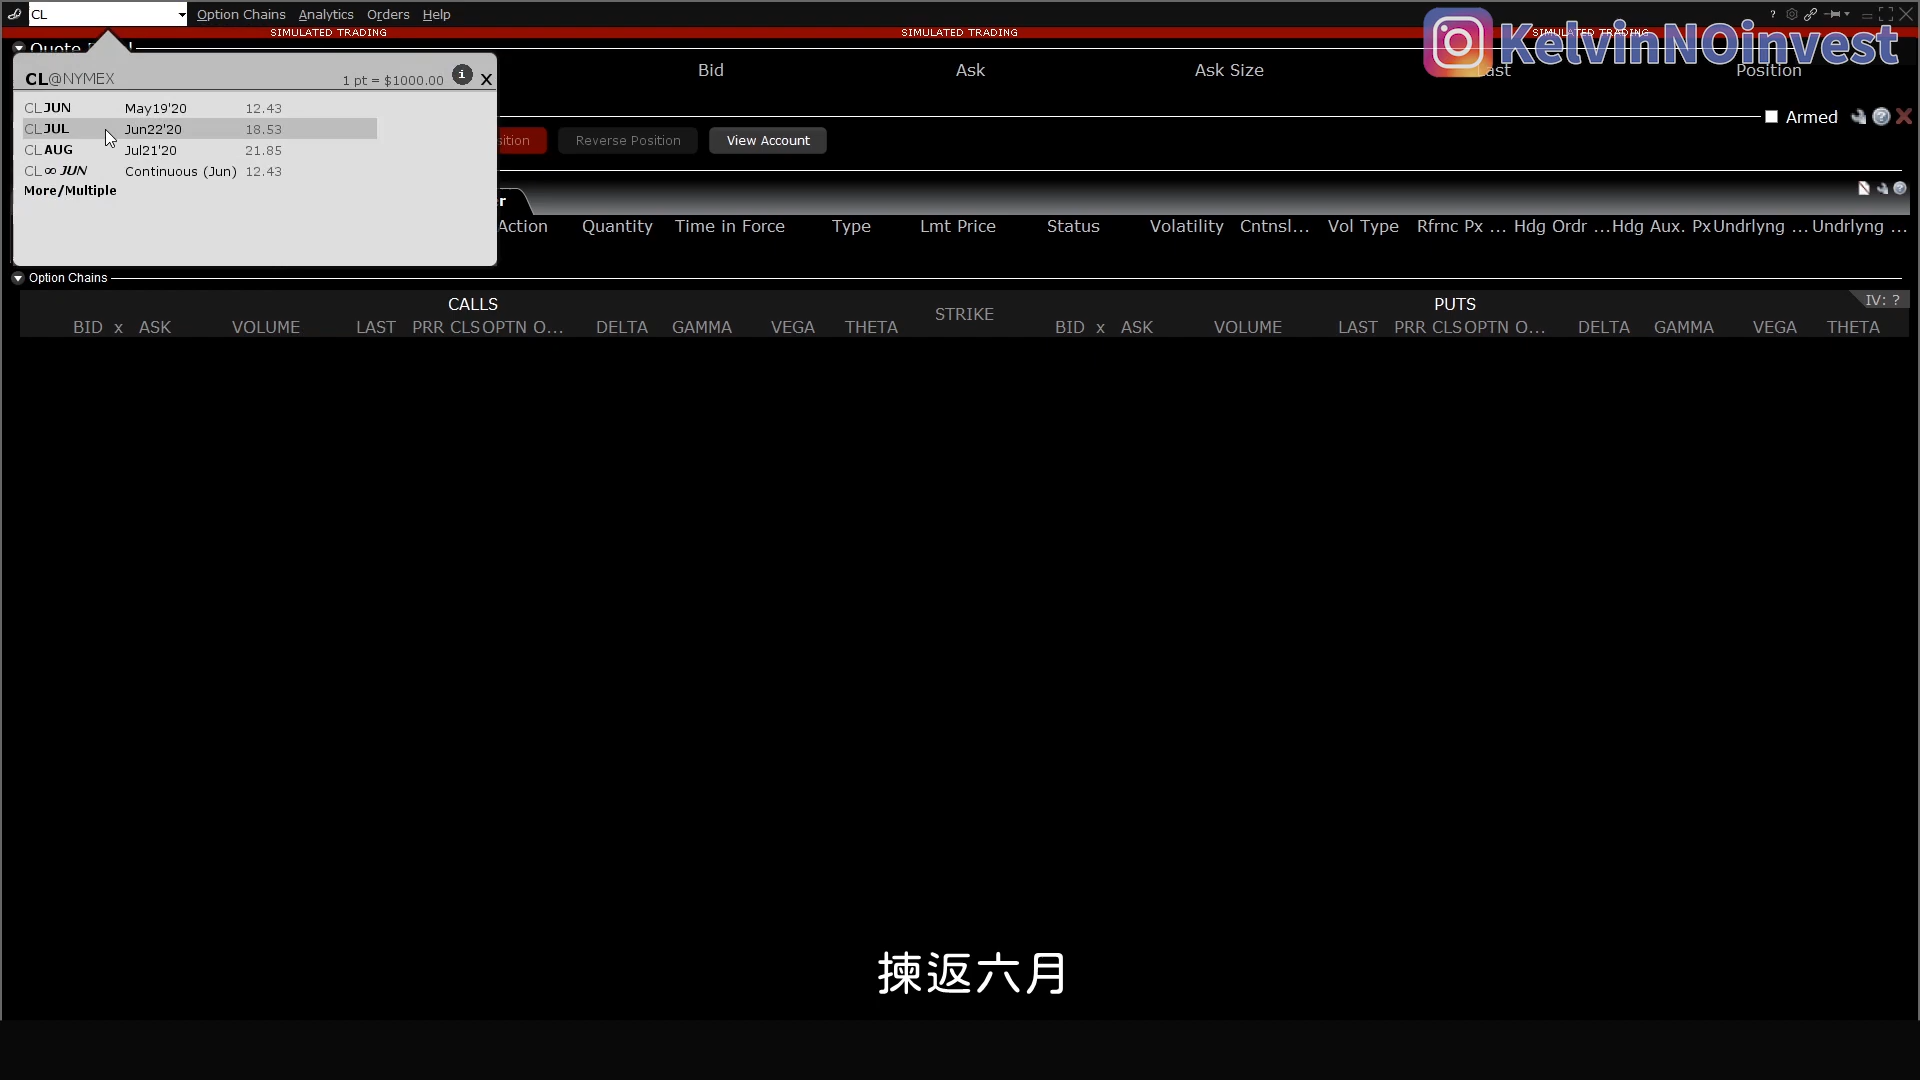 CL Option Chains Analytics Orders Help ?
SIMULATED TRADING SIMULATED TRADING SIMULATED TRADING
KelvinNOinvest
Bid Ask Ask Size Last Position
CL@NYMEX 1 pt = $1000.00 i X
CL JUN May19'20 12.43
CL JUL Jun22'20 18.53
CL AUG Jul21'20 21.85
CL ∞ JUN Continuous (Jun) 12.43
More/Multiple
Armed ?
sition Reverse Position View Account
r
Action Quantity Time in Force Type Lmt Price Status Volatility Cntnsl... Vol Type Rfrnc Px ... Hdg Ordr ... Hdg Aux. Px Undrlyng ... Undrlyng ...
Option Chains
CALLS STRIKE PUTS IV: ?
BID x ASK VOLUME LAST PRR CLS OPTN O... DELTA GAMMA VEGA THETA BID x ASK VOLUME LAST PRR CLS OPTN O... DELTA GAMMA VEGA THETA
揀返六月